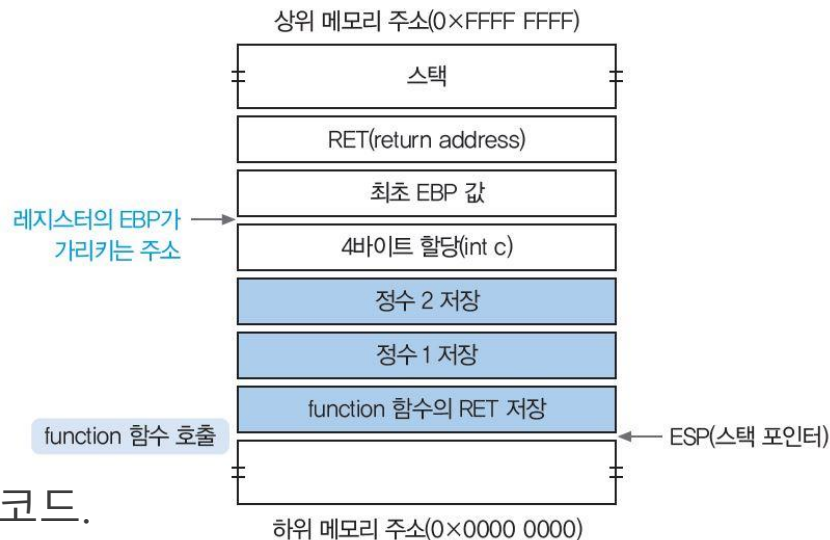 상위 메모리 주소(0×FFFF FFFF)
스택
RET(return address)
최초 EBP 값
레지스터의 EBP가
가리키는 주소
4바이트 할당(int c)
정수 2 저장
정수 1 저장
function 함수의 RET 저장
function 함수 호출
ESP(스택 포인터)
코드.
하위 메모리 주소(0×0000 0000)